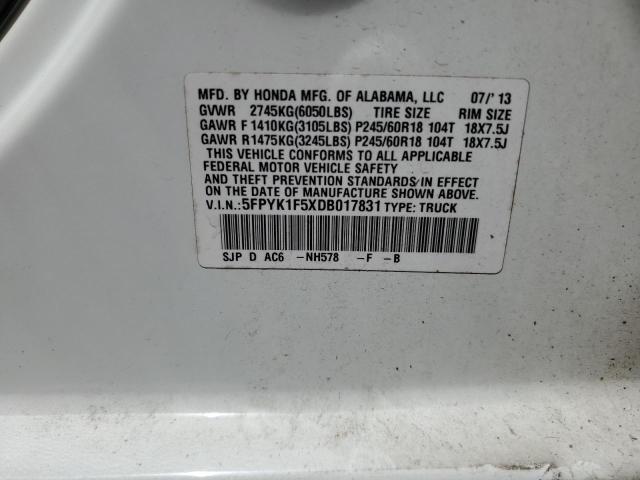 MFD. BY HONDA MFG. OF ALABAMA, LLC 07/'13
GVWR 2745KG(6050LBS) TIRE SIZE RIM SIZE
GAWR F 1410KG(3105LBS) P245/60R18 104T 18X7.5J
GAWR R1475KG(3245LBS) P245/60R18 104T 18X7.5J
THIS VEHICLE CONFORMS TO ALL APPLICABLE
FEDERAL MOTOR VEHICLE SAFETY
AND THEFT PREVENTION STANDARDS IN EFFECT
ON THE DATE OF MANUFACTURE SHOWN ABOVE.
V.I.N.:5FPYK1F5XDB017831 TYPE: TRUCK
SJP D AC6 -NH578 -F -B